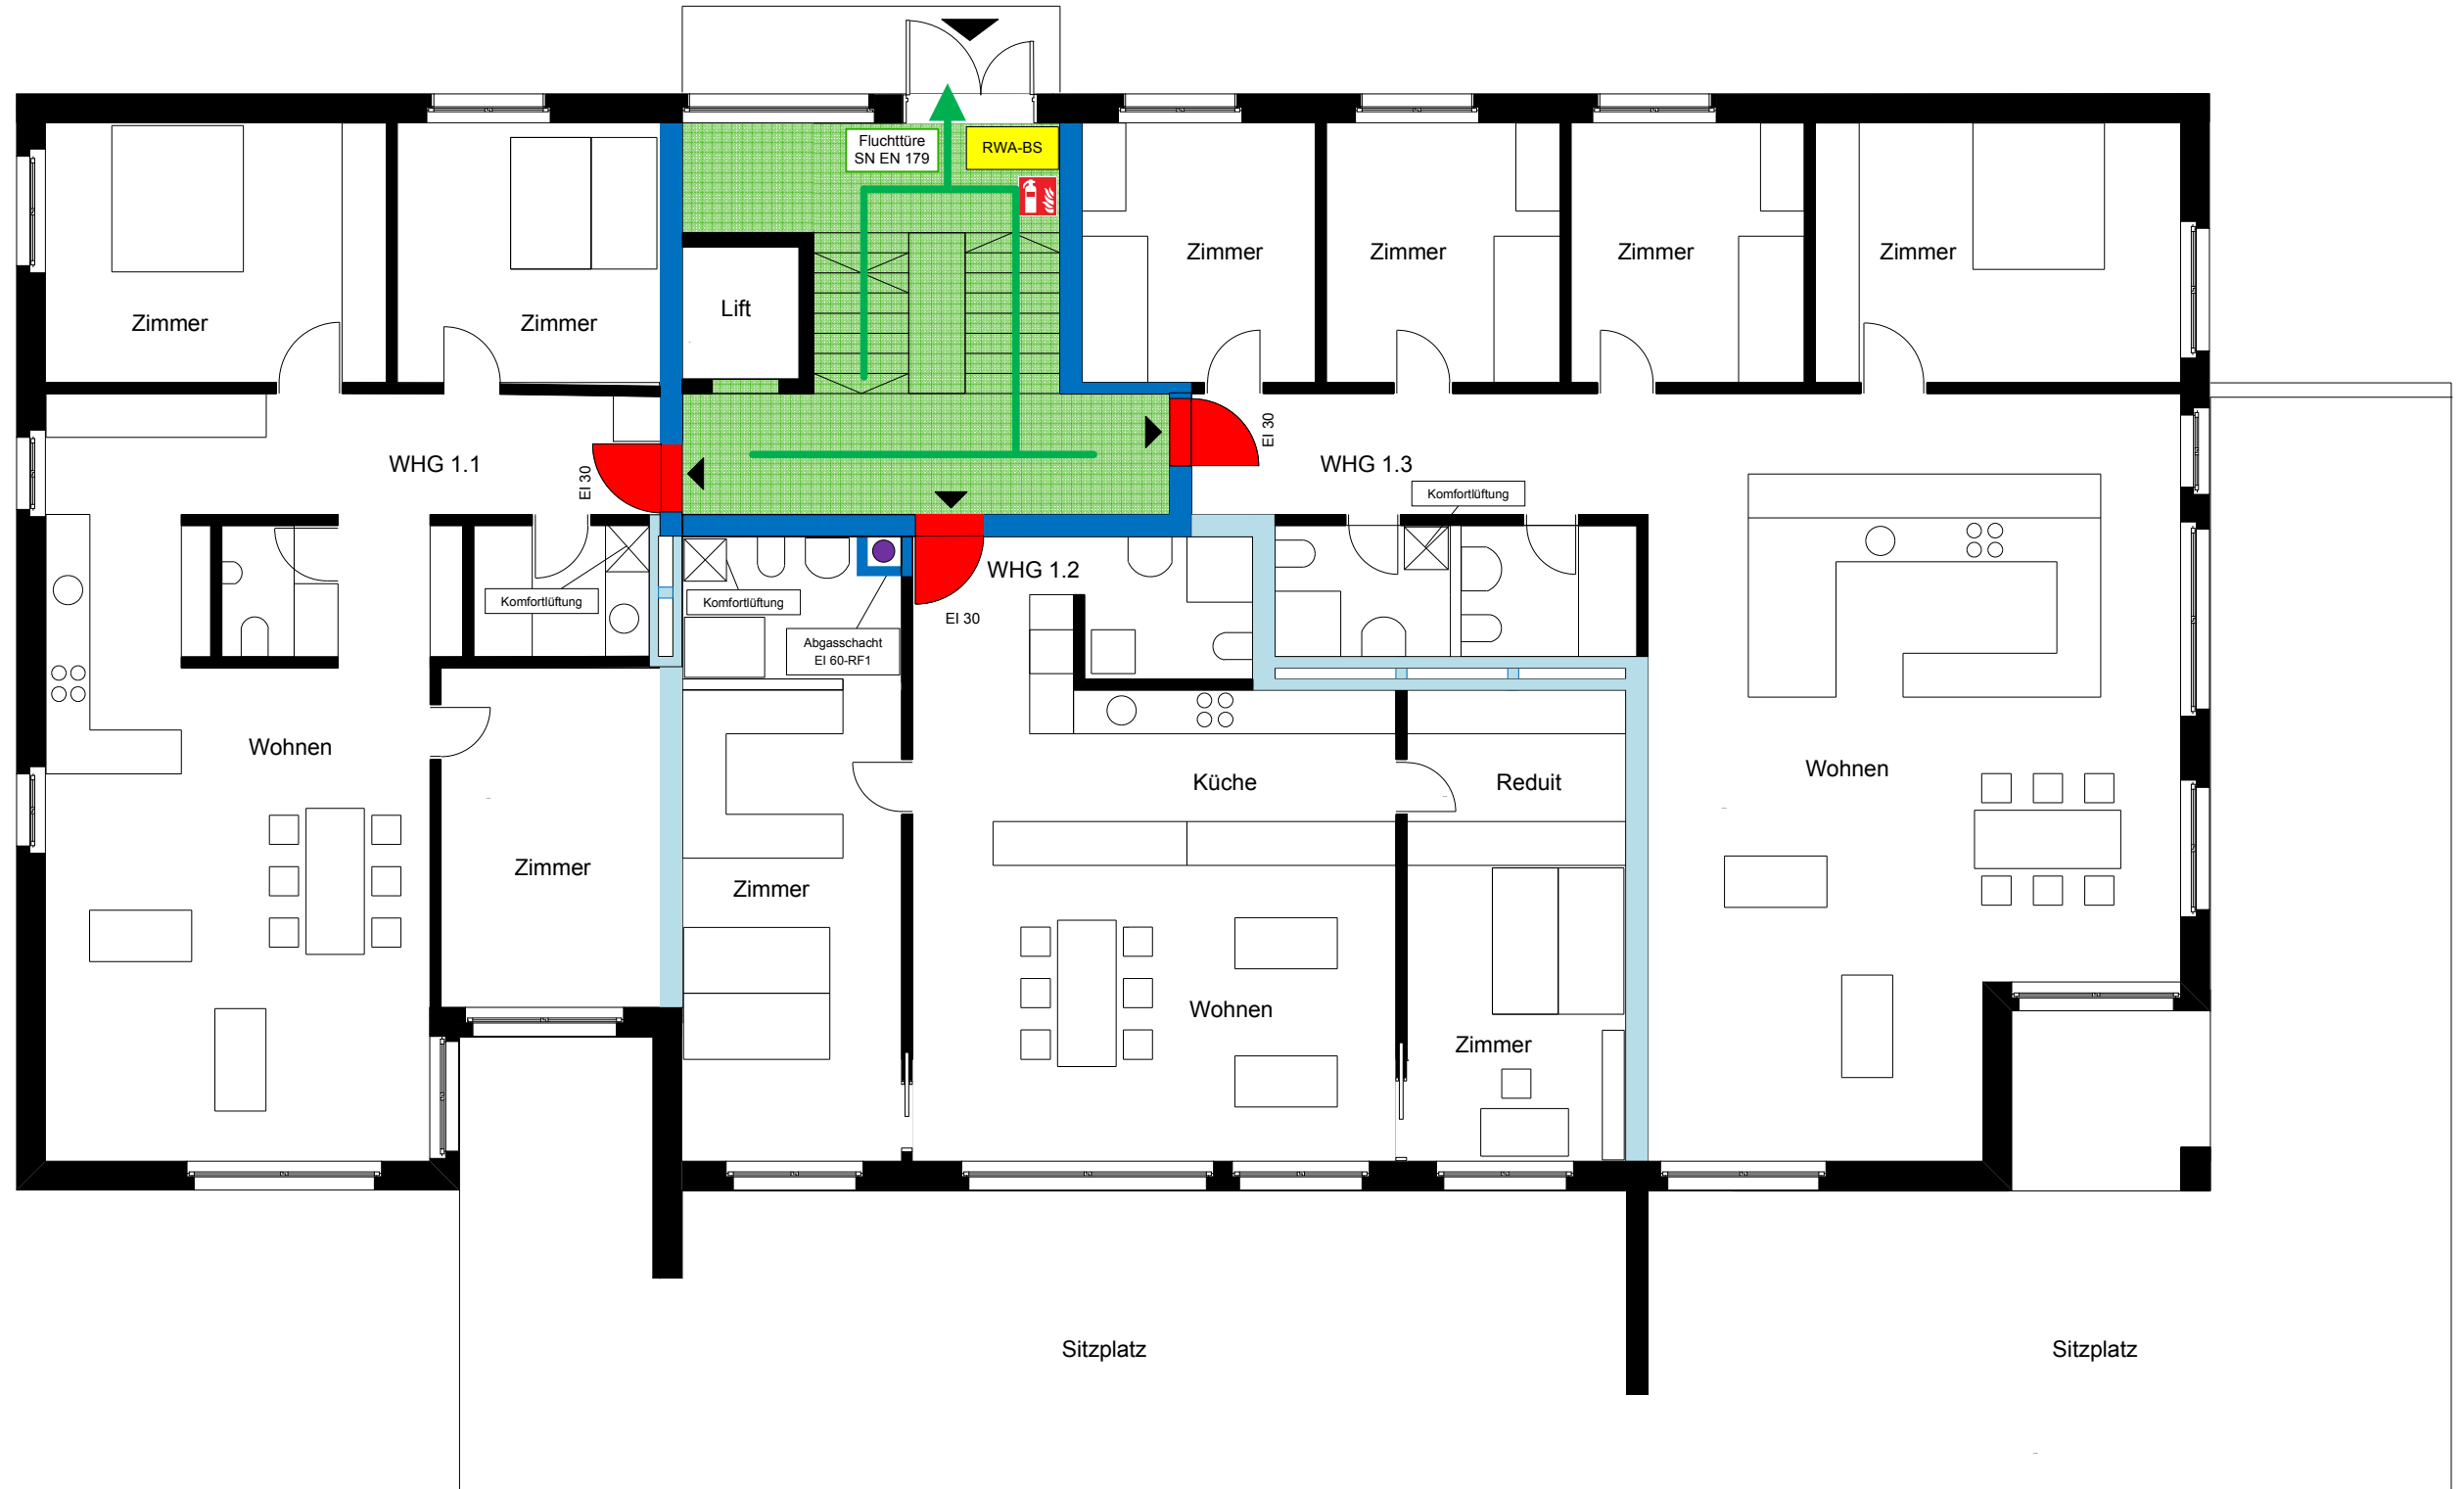 Fluchttüre
SN EN 179
RWA-BS
Zimmer
Zimmer
Zimmer
Zimmer
Zimmer
Zimmer
Lift
EI 30
WHG 1.1
EI 30
WHG 1.3
Komfortlüftung
WHG 1.2
Komfortlüftung
Komfortlüftung
EI 30
Abgasschacht
EI 60-RF1
Wohnen
Küche
Reduit
Wohnen
Zimmer
Zimmer
Wohnen
Zimmer
Sitzplatz
Sitzplatz